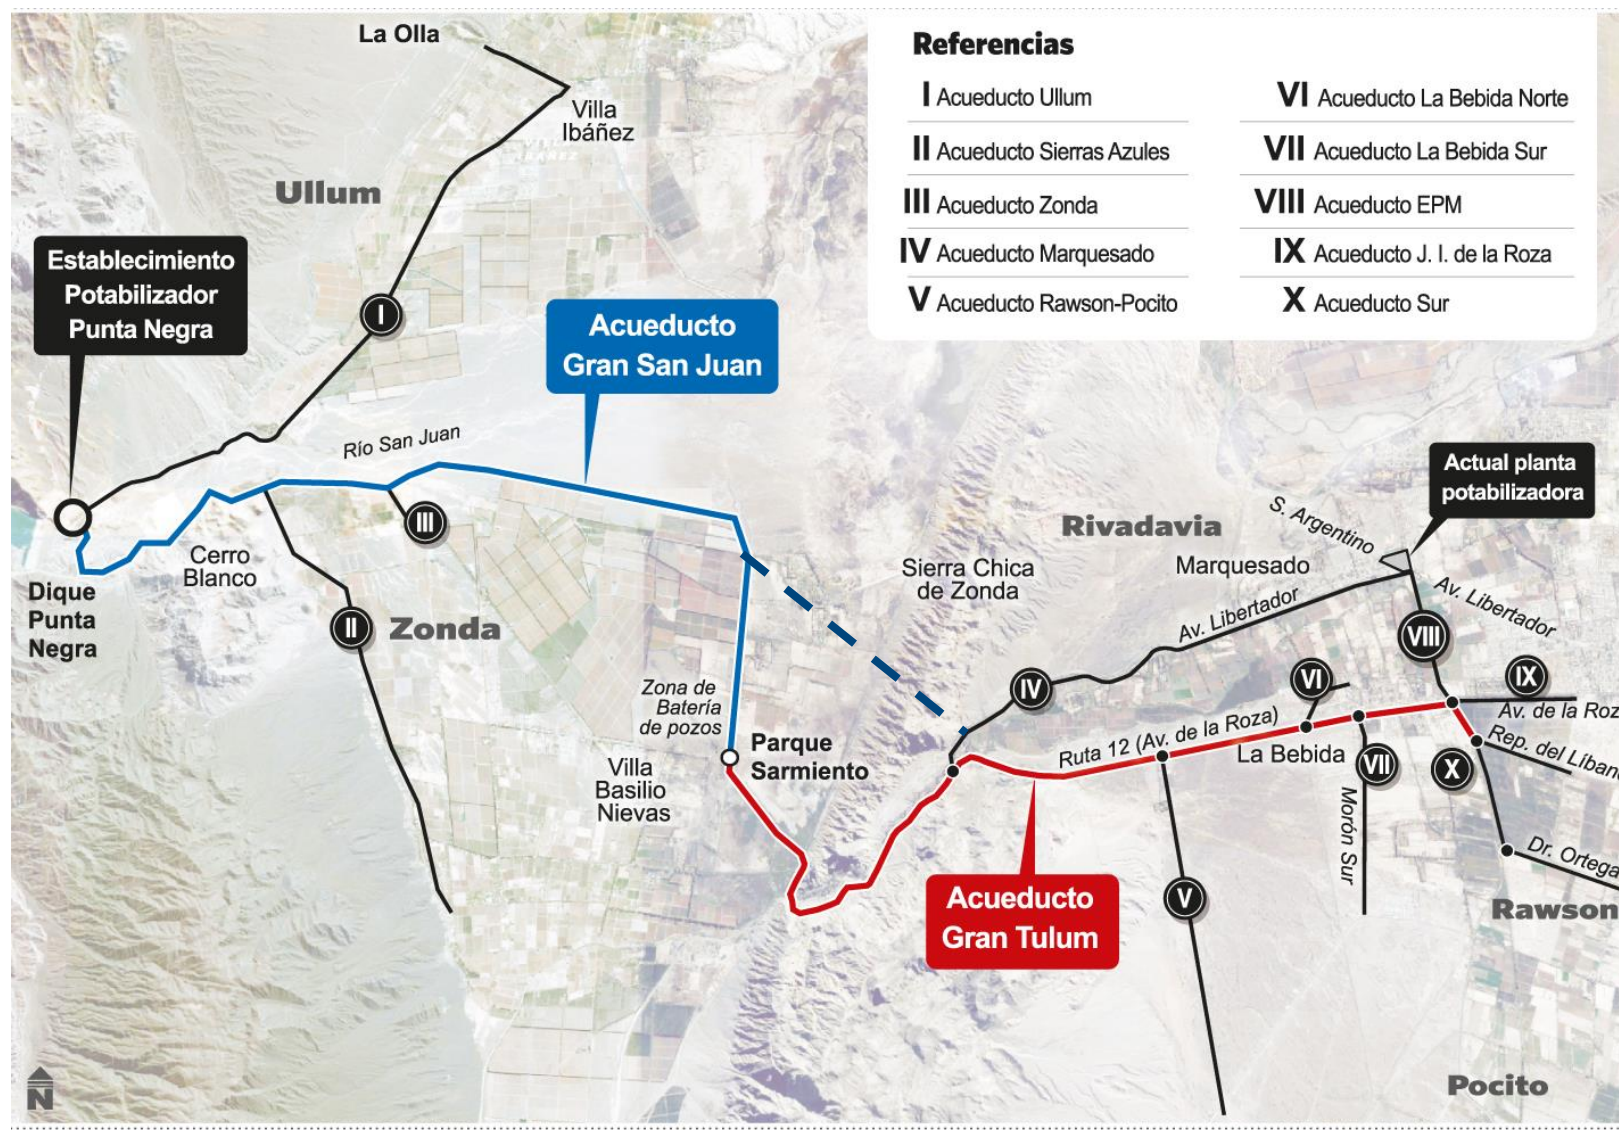 La Olla
Villa
Ibáñez
Ullum
Establecimiento
Potabilizador
Punta Negra
I
Acueducto
Gran San Juan
Río San Juan
III
Cerro
Blanco
Dique
Punta
Negra
II
Zonda
Zona de
Batería
de pozos
Parque
Sarmiento
Villa
Basilio
Nievas
Referencias
I Acueducto Ullum
II Acueducto Sierras Azules
III Acueducto Zonda
IV Acueducto Marquesado
V Acueducto Rawson-Pocito
VI Acueducto La Bebida Norte
VII Acueducto La Bebida Sur
VIII Acueducto EPM
IX Acueducto J. I. de la Roza
X Acueducto Sur
Actual planta
potabilizadora
S. Argentino
Rivadavia
Marquesado
Sierra Chica
de Zonda
Av. Libertador
Av. Libertador
VIII
IV
VI
IX
Av. de la Roz
Ruta 12 (Av. de la Roza)
La Bebida
VII
X
Rep. del Líban
Morón Sur
Dr. Ortega
V
Acueducto
Gran Tulum
Rawson
Pocito
N